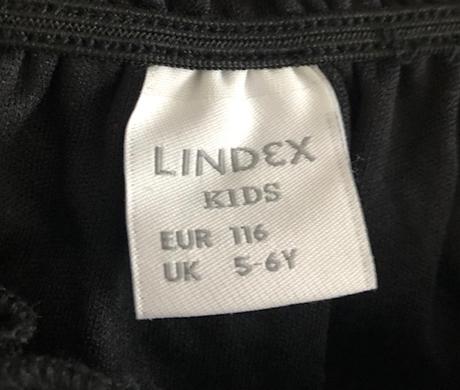 LINDEX
KIDS
EUR 116
UK 5-6Y